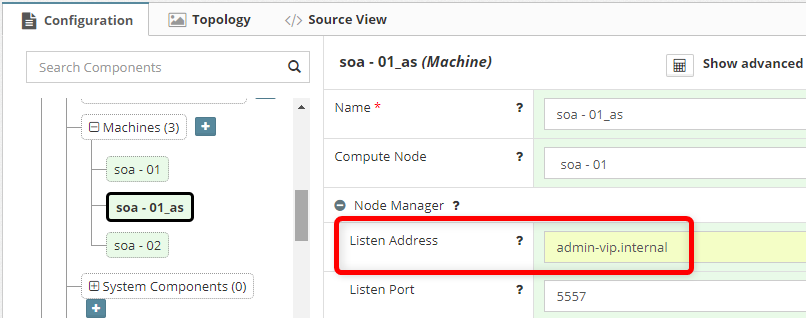 Configuration
Topology
Source View
Search Components
Machines (3)
soa - 01
soa - 01_as
soa - 02
System Components (0)
soa - 01_as (Machine)
Show advanced
Name * ?
soa - 01_as
Compute Node ?
soa - 01
Node Manager ?
Listen Address ?
admin-vip.internal
Listen Port ?
5557